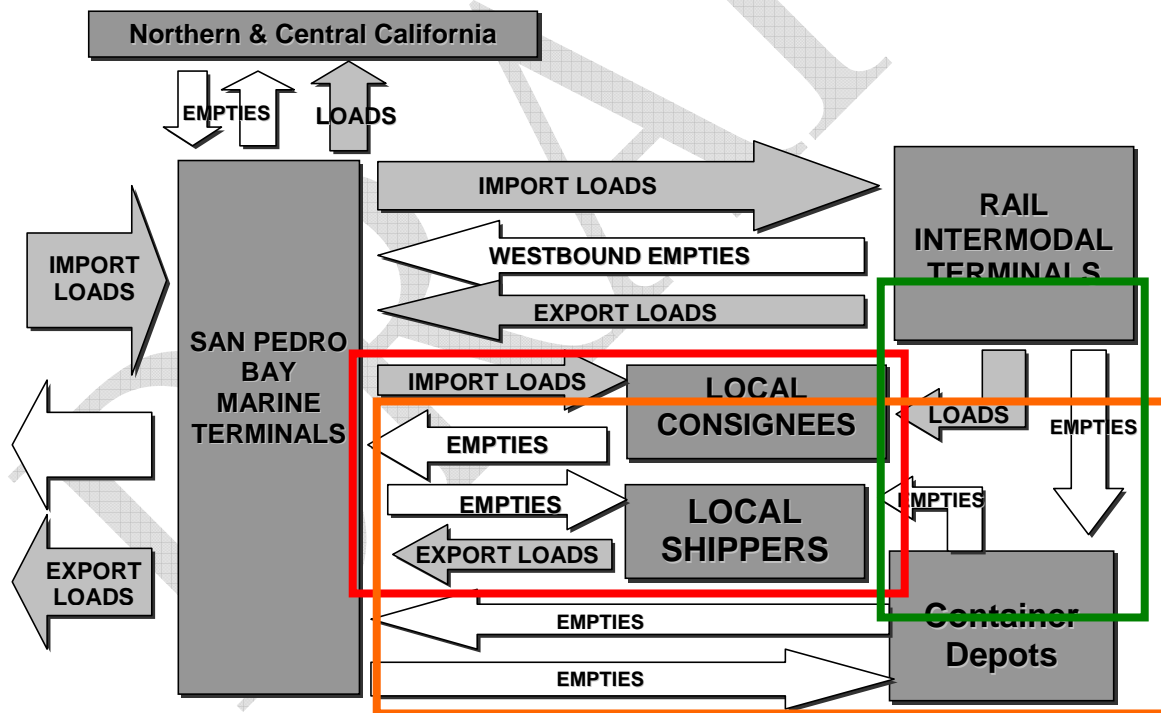 Northern & Central California
EMPTIES
LOADS
IMPORT LOADS
RAIL
INTERMODAL
TERMINALS
WESTBOUND EMPTIES
IMPORT
LOADS
EXPORT LOADS
SAN PEDRO
BAY
MARINE
TERMINALS
IMPORT LOADS
LOCAL
CONSIGNEES
LOADS
EMPTIES
EMPTIES
EMPTIES
EMPTIES
LOCAL
SHIPPERS
EXPORT LOADS
EXPORT
LOADS
EMPTIES
Container
Depots
EMPTIES